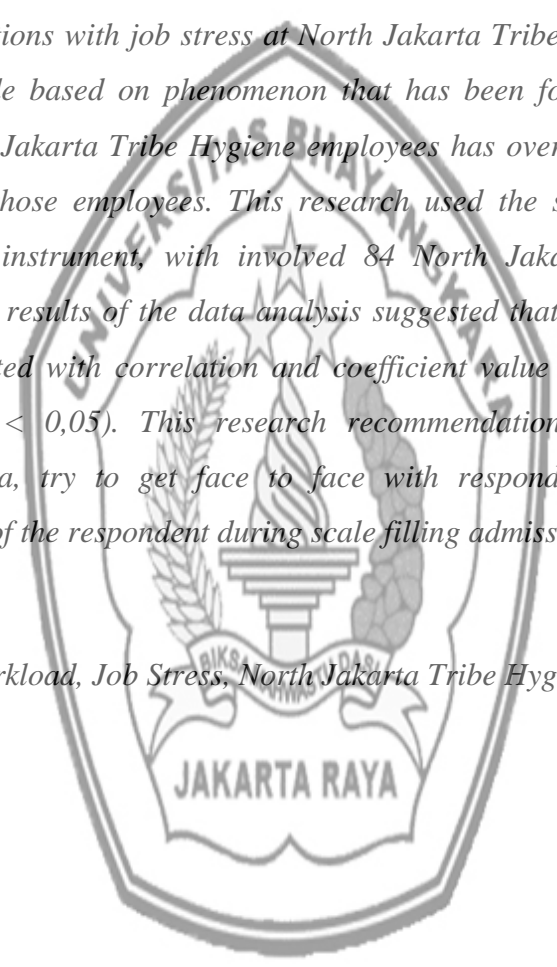 tions with job stress at North Jakarta Tribe
le based on phenomenon that has been fo
Jakarta Tribe Hygiene employees has over
hose employees. This research used the s
instrument, with involved 84 North Jaka
results of the data analysis suggested that
ted with correlation and coefficient value
< 0,05). This research recommendation
a, try to get face to face with respond
of the respondent during scale filling admiss
rkload, Job Stress, North Jakarta Tribe Hyg
UNIVERSITAS BHAYANGKARA
JAKARTA RAYA